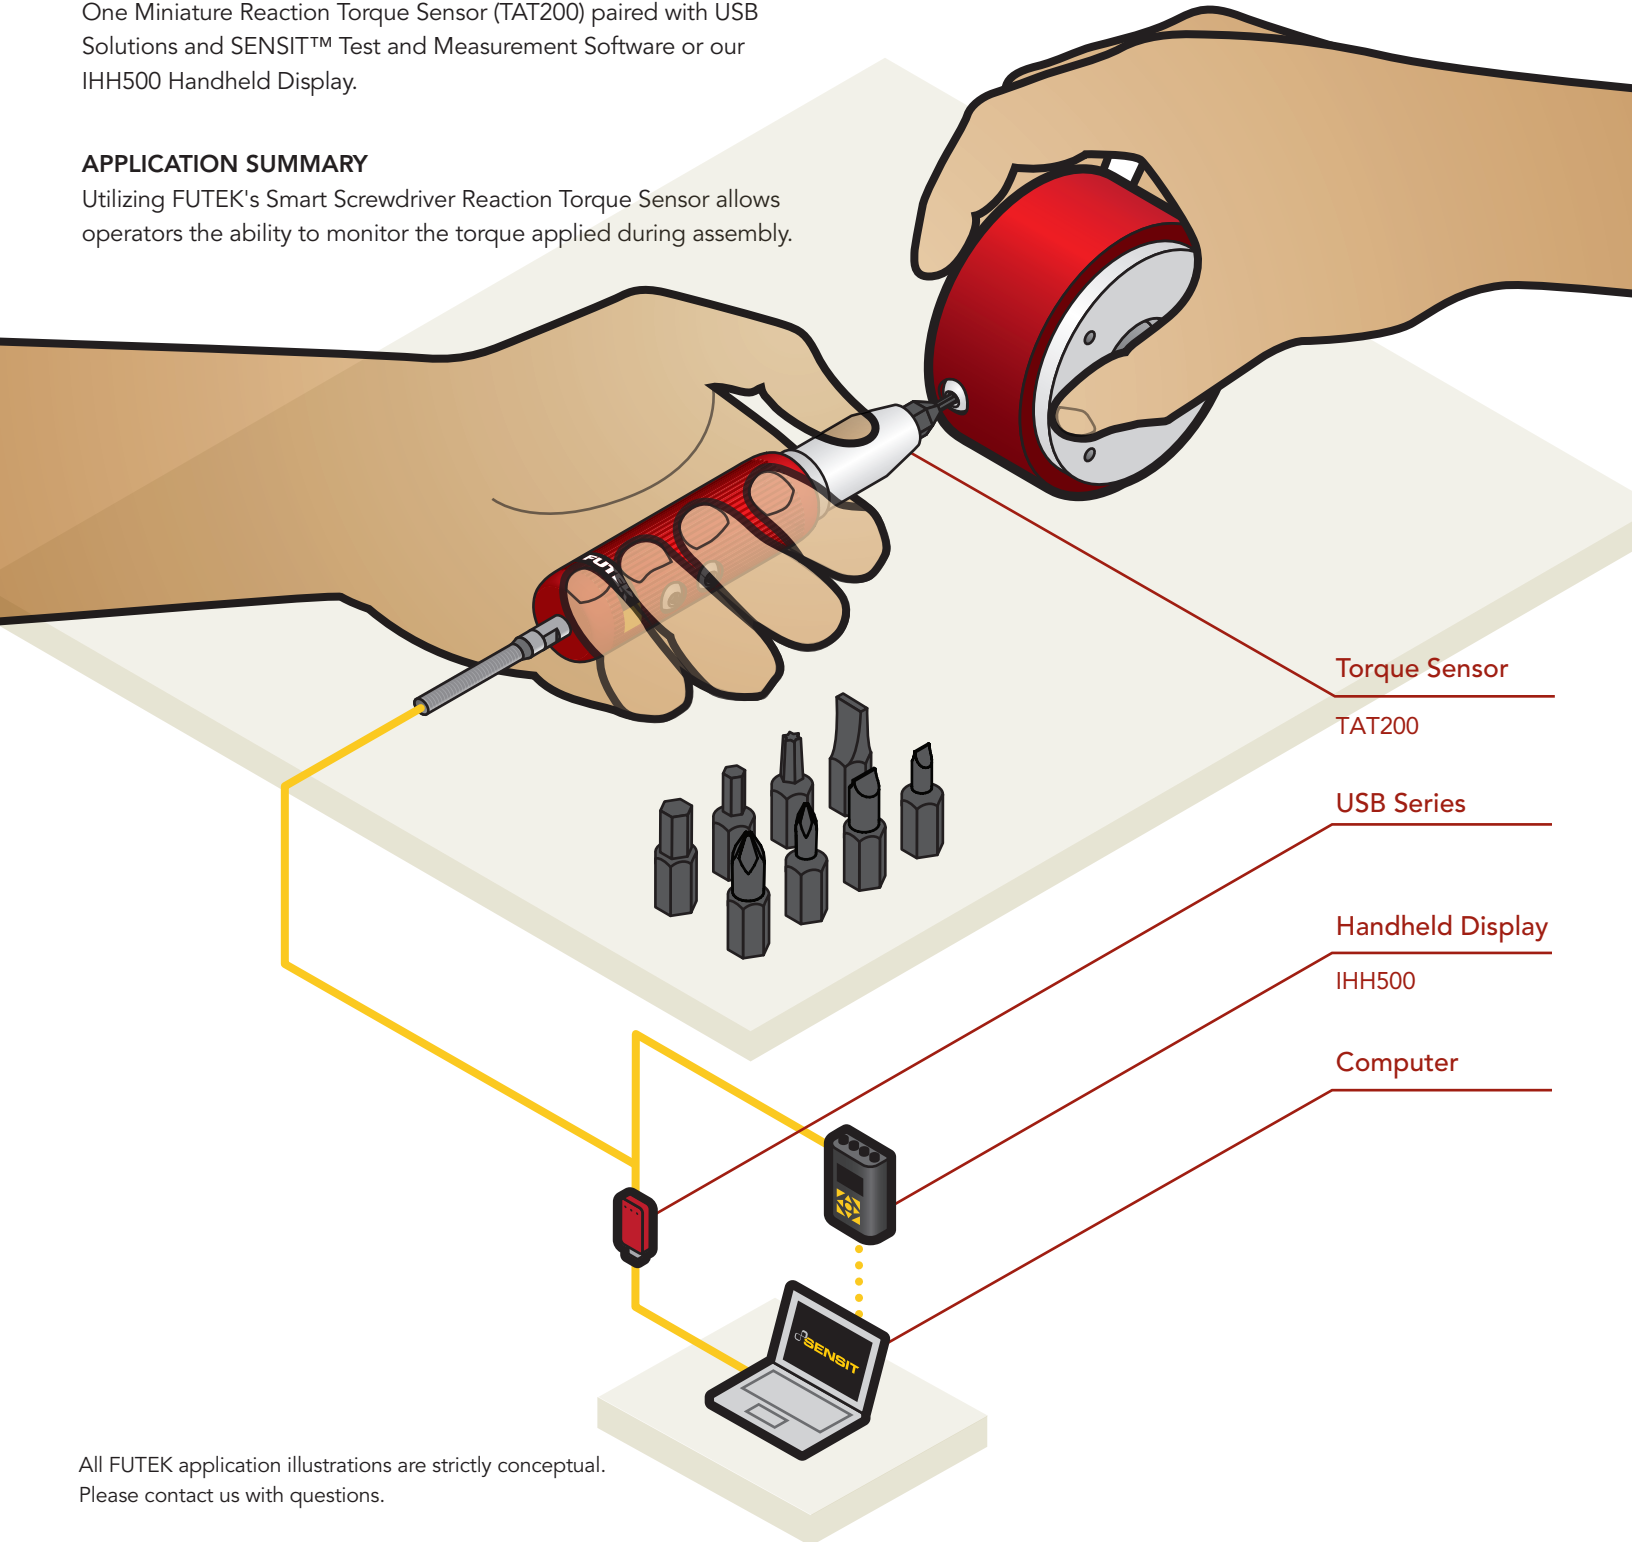 One Miniature Reaction Torque Sensor (TAT200) paired with USB
Solutions and SENSIT™ Test and Measurement Software or our
IHH500 Handheld Display.
APPLICATION SUMMARY
Utilizing FUTEK's Smart Screwdriver Reaction Torque Sensor allows
operators the ability to monitor the torque applied during assembly.
FUTEK
Torque Sensor
TAT200
USB Series
Handheld Display
IHH500
Computer
SENSIT
All FUTEK application illustrations are strictly conceptual.
Please contact us with questions.